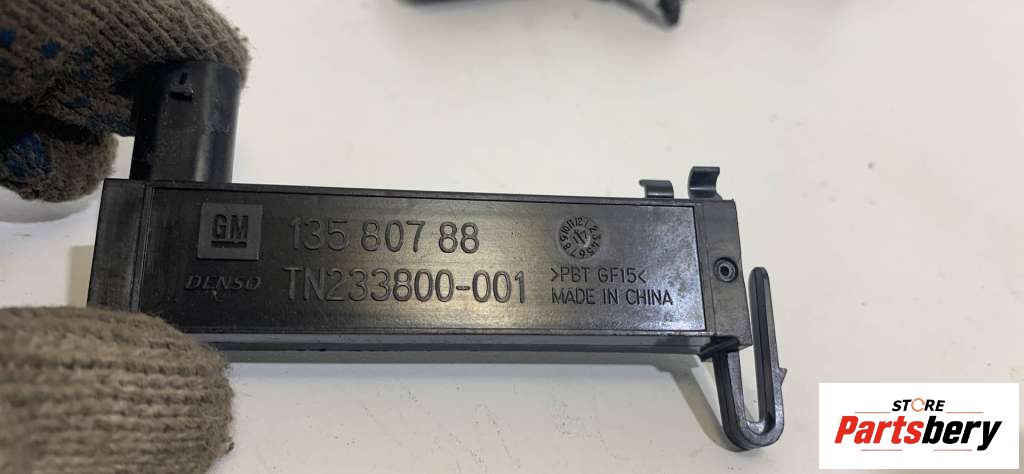 GM
135 807 88
DENSO
TN233800-001
>PBT GF15<
MADE IN CHINA
STORE
Partsbery